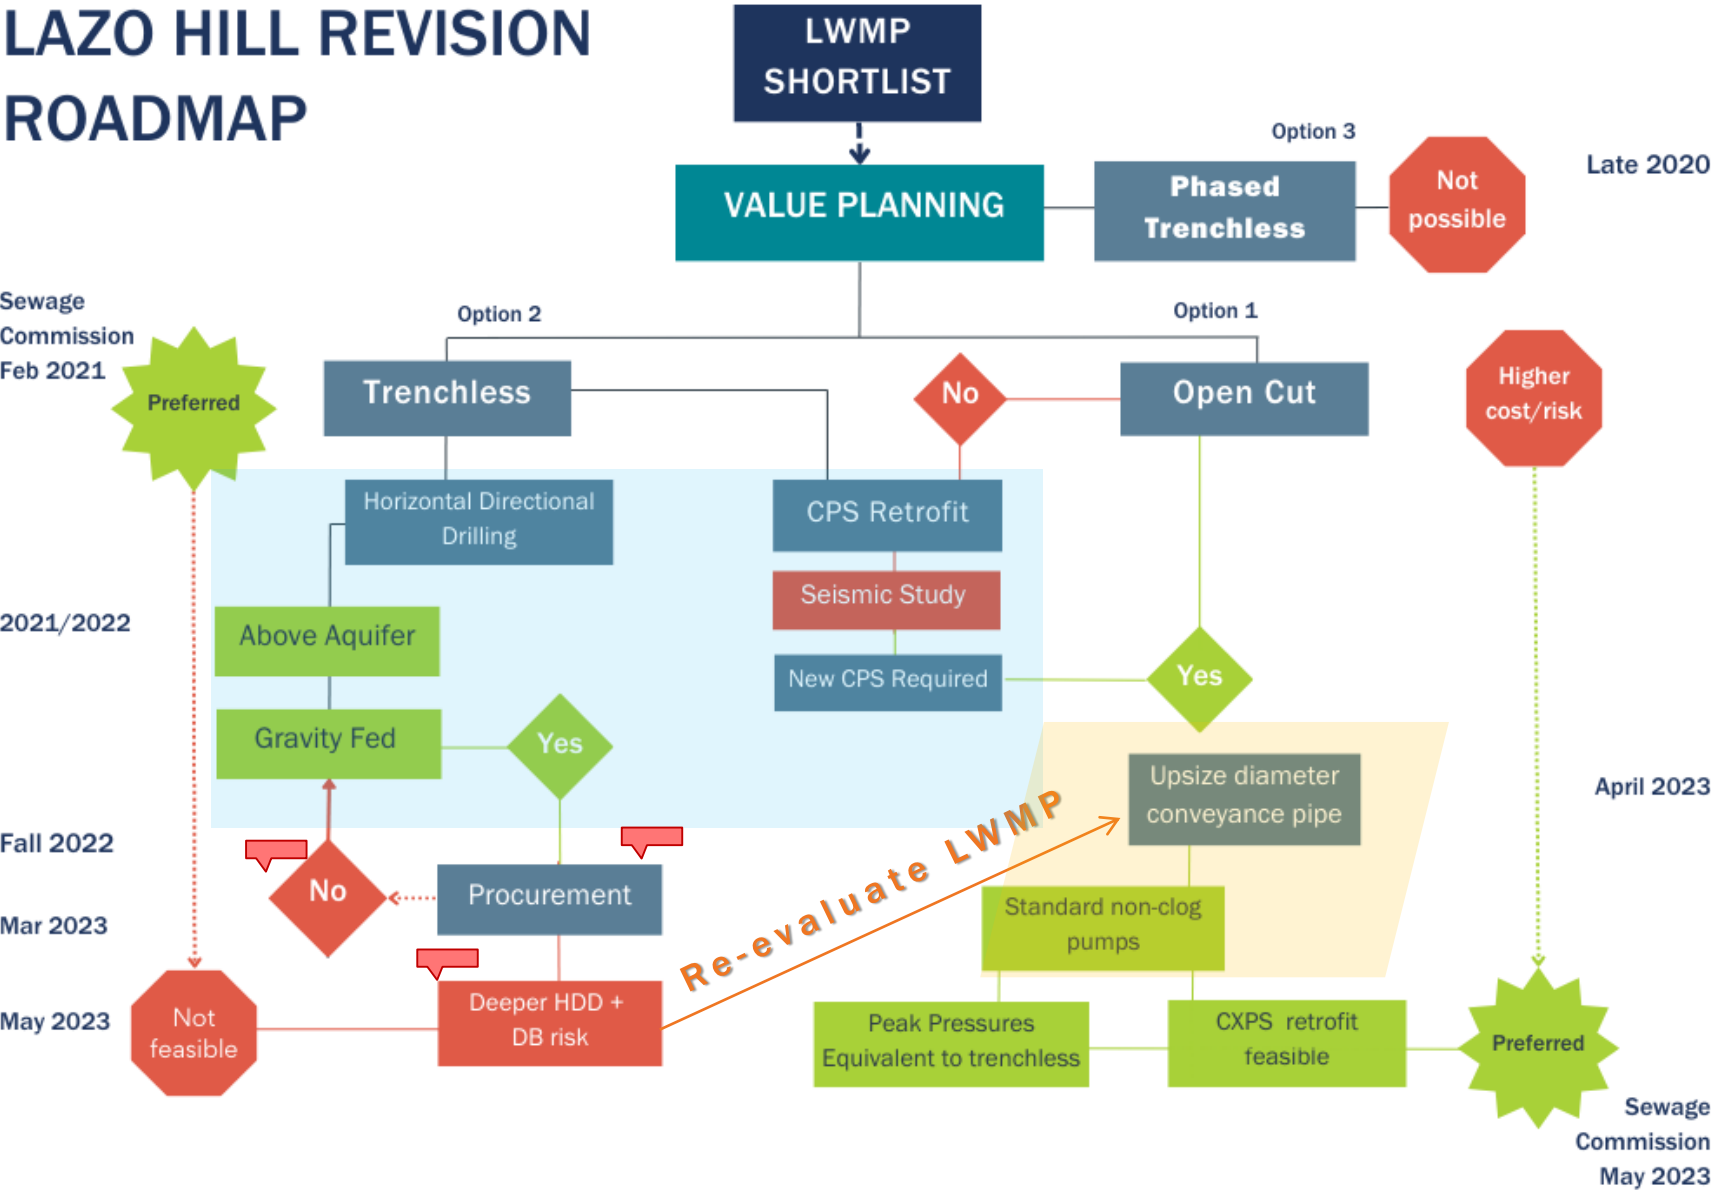 LAZO HILL REVISION
ROADMAP
LWMP
SHORTLIST
VALUE PLANNING
Option 3
Phased
Trenchless
Not
possible
Late 2020
Sewage
Commission
Feb 2021
Preferred
Option 2
Trenchless
Option 1
No
Open Cut
Higher
cost/risk
Horizontal Directional
Drilling
CPS Retrofit
Seismic Study
New CPS Required
Yes
2021/2022
Above Aquifer
Gravity Fed
Yes
Upsize diameter
conveyance pipe
April 2023
Fall 2022
No
Procurement
Re-evaluate LWMP
Standard non-clog
pumps
Mar 2023
May 2023
Not
feasible
Deeper HDD +
DB risk
Peak Pressures
Equivalent to trenchless
CXPS retrofit
feasible
Preferred
Sewage
Commission
May 2023